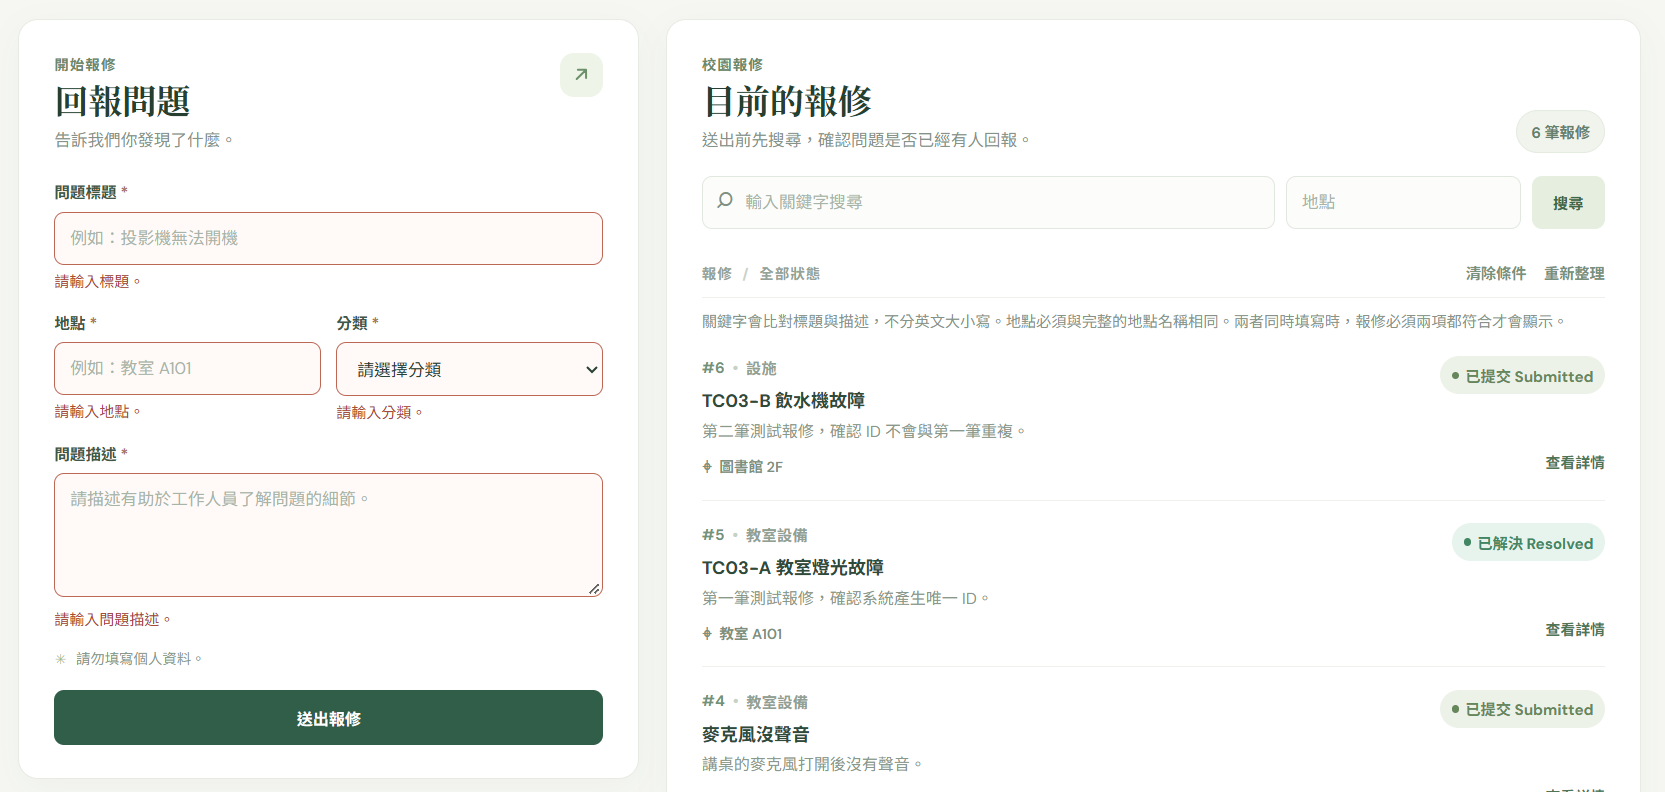 開始報修
回報問題
告訴我們你發現了什麼。
問題標題 *
例如：投影機無法開機
請輸入標題。
地點 *
分類 *
例如：教室 A101
請選擇分類
請輸入地點。
請輸入分類。
問題描述 *
請描述有助於工作人員了解問題的細節。
請輸入問題描述。
✳ 請勿填寫個人資料。
送出報修
校園報修
目前的報修
送出前先搜尋，確認問題是否已經有人回報。
6 筆報修
輸入關鍵字搜尋
地點
搜尋
報修 / 全部狀態
清除條件 重新整理
關鍵字會比對標題與描述，不分英文大小寫。地點必須與完整的地點名稱相同。兩者同時填寫時，報修必須兩項都符合才會顯示。
#6 • 設施
已提交 Submitted
TC03-B 飲水機故障
第二筆測試報修，確認 ID 不會與第一筆重複。
圖書館 2F
查看詳情
#5 • 教室設備
已解決 Resolved
TC03-A 教室燈光故障
第一筆測試報修，確認系統產生唯一 ID。
教室 A101
查看詳情
#4 • 教室設備
已提交 Submitted
麥克風沒聲音
講桌的麥克風打開後沒有聲音。